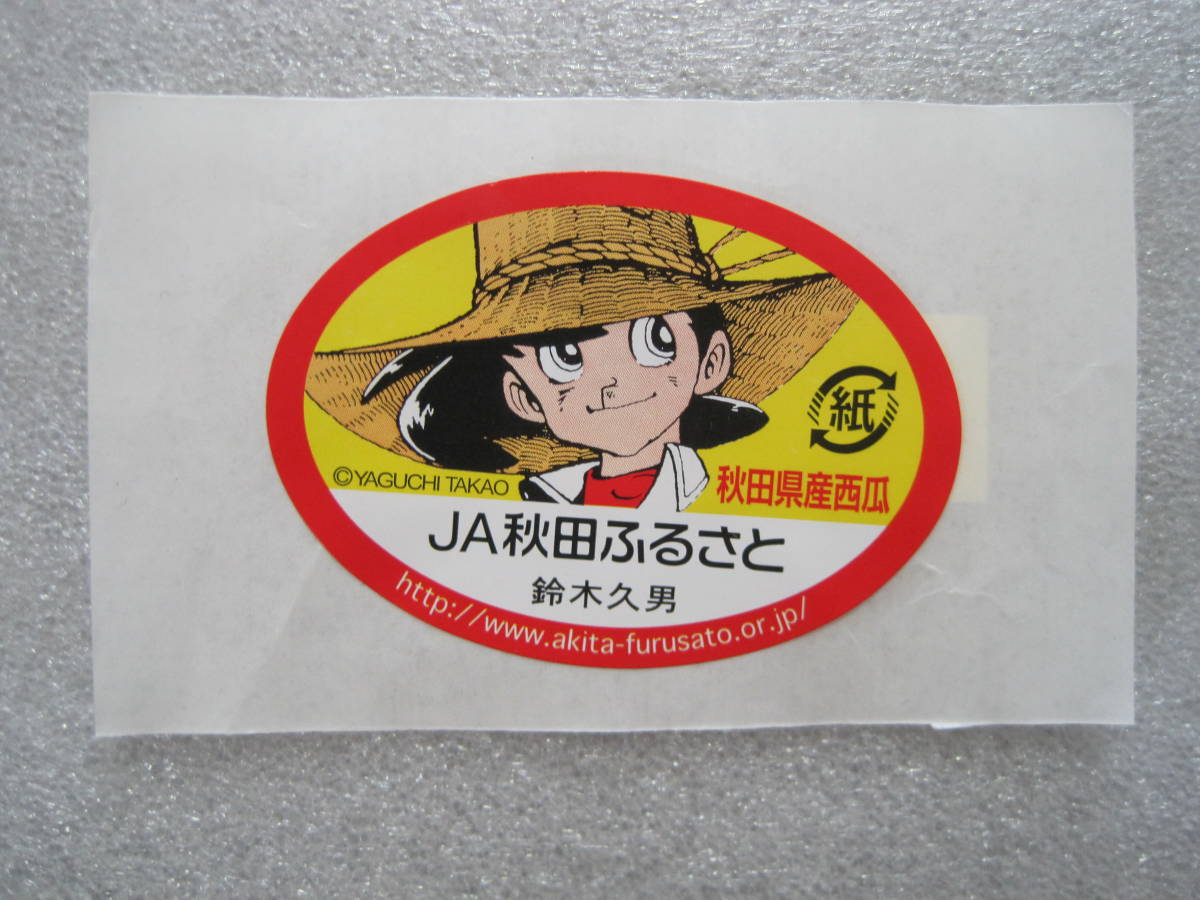 紙
©YAGUCHI TAKAO
秋田県産西瓜
JA秋田ふるさと
鈴木久男
http://www.akita-furusato.or.jp/